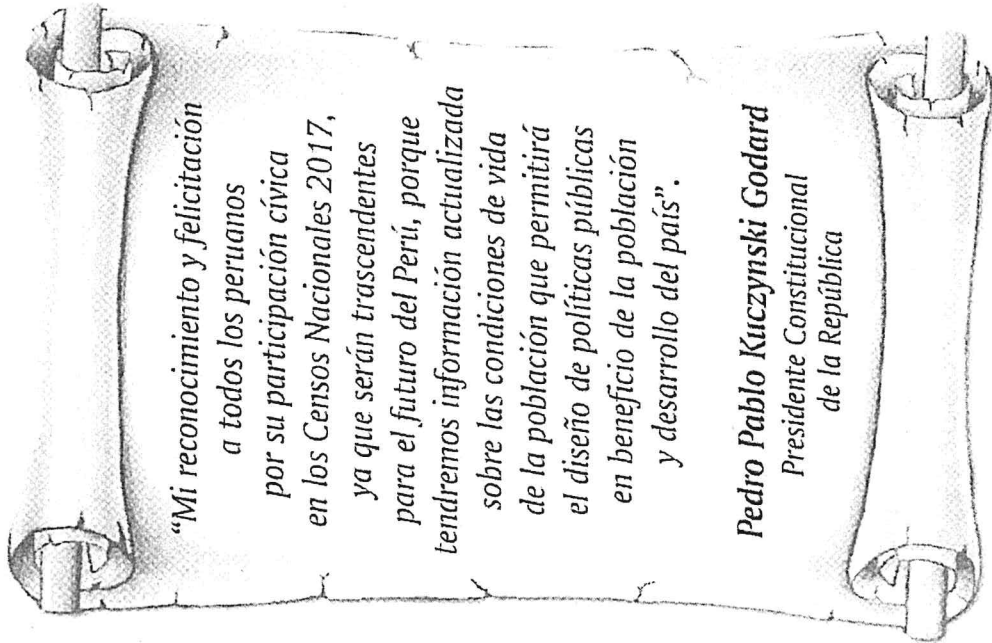 “Mi reconocimiento y felicitación
a todos los peruanos
por su participación cívica
en los Censos Nacionales 2017,
ya que serán trascendentes
para el futuro del Perú, porque
tendremos información actualizada
sobre las condiciones de vida
de la población que permitirá
el diseño de políticas públicas
en beneficio de la población
y desarrollo del país”.
Pedro Pablo Kuczynski Godard
Presidente Constitucional
de la República